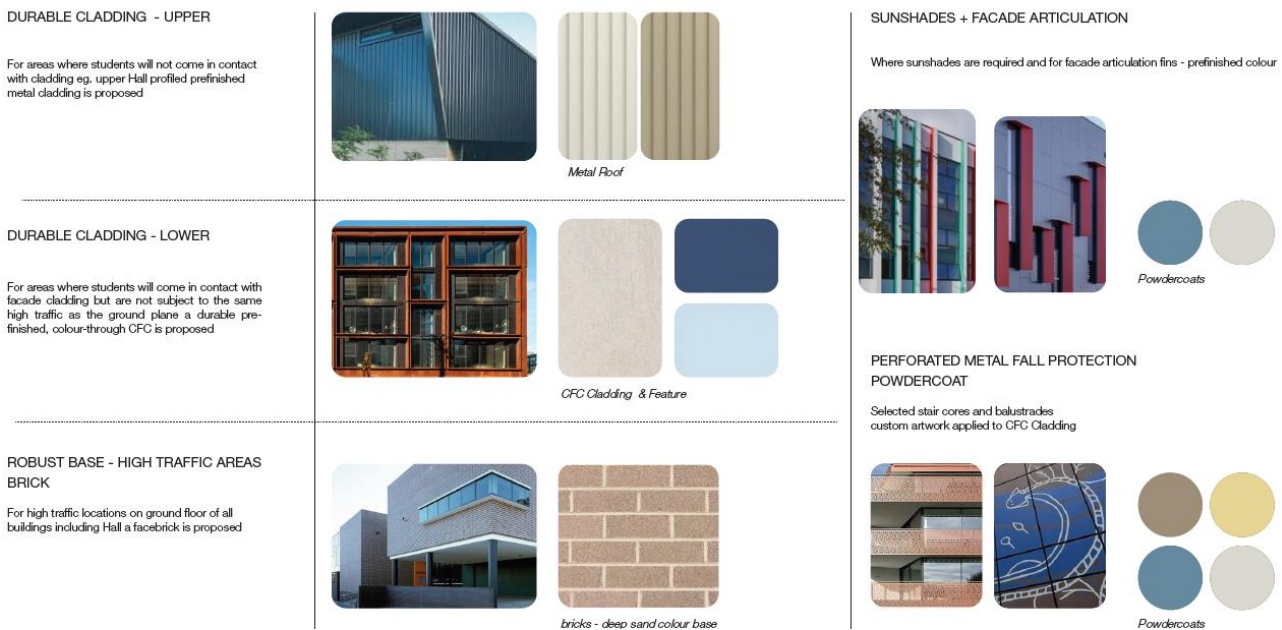 DURABLE CLADDING - UPPER
For areas where students will not come in contact
with cladding eg. upper Hall profiled prefinished
metal cladding is proposed
Metal Roof
DURABLE CLADDING - LOWER
For areas where students will come in contact with
facade cladding but are not subject to the same
high traffic as the ground plane a durable pre-
finished, colour-through CFC is proposed
CFC Cladding & Feature
ROBUST BASE - HIGH TRAFFIC AREAS
BRICK
For high traffic locations on ground floor of all
buildings including Hall a facebrick is proposed
bricks - deep sand colour base
SUNSHADES + FACADE ARTICULATION
Where sunshades are required and for facade articulation fins - prefinished colour
Powdercoats
PERFORATED METAL FALL PROTECTION
POWDERCOAT
Selected stair cores and balustrades
custom artwork applied to CFC Cladding
Powdercoats